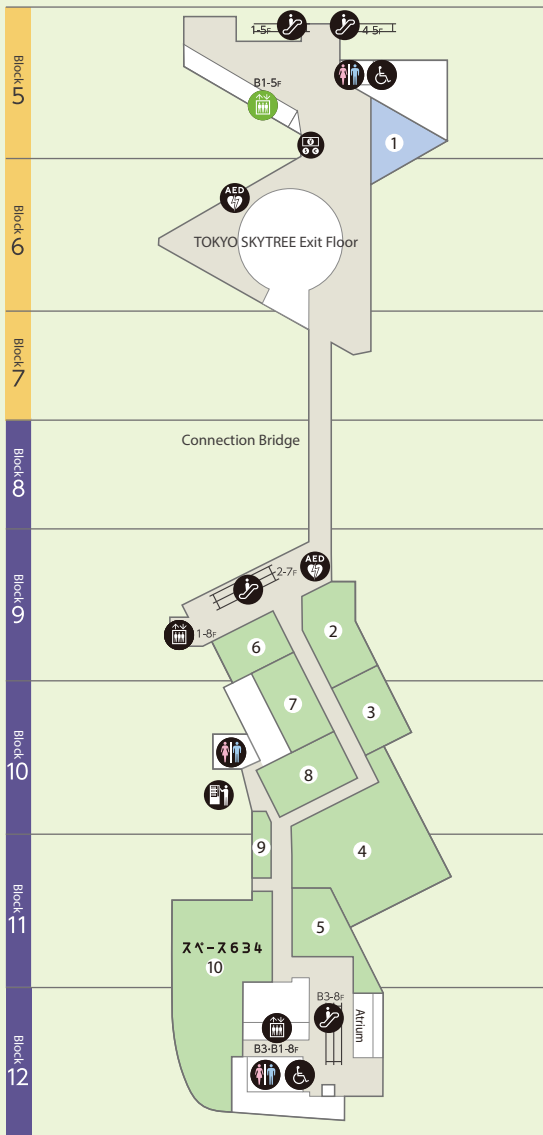 Block 5
1-5F
4-5F
B1-5F
1
AED
Block 6
TOKYO SKYTREE Exit Floor
Block 7
Connection Bridge
Block 8
AED
2-7F
Block 9
1-8F
2
6
3
7
8
Block 10
9
4
Block 11
5
スペース634
10
B3-8F
Atrium
B3・B1-8F
Block 12